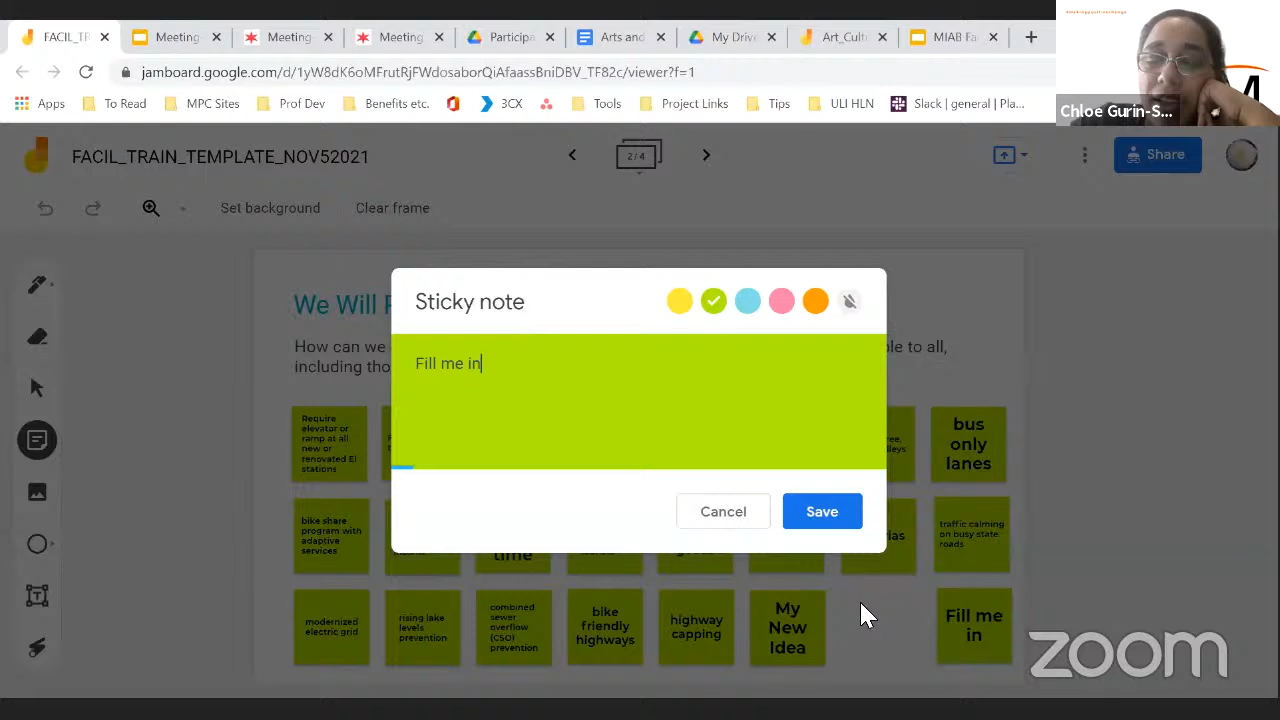 FACIL_TR
Meeting
Meeting
Meeting
Participa
Arts and
My Drive
Art_Cult
MIAB Fa
jamboard.google.com/d/1yW8dK6oMFrutRjFWdosaborQiAfaassBniDBV_TF82c/viewer?f=1
Apps
To Read
MPC Sites
Prof Dev
Benefits etc.
3CX
Tools
Project Links
Tips
ULI HLN
Slack | general | Pla...
Chloe Gurin-S...
FACIL_TRAIN_TEMPLATE_NOV52021
2/4
Share
Set background
Clear frame
We Will
How can we
le to all,
including tho
Sticky note
Fill me in
Cancel
Save
Require
elevator or
ramp at all
new or
renovated El
stations
bus
only
lanes
bike share
program with
adaptive
services
time
traffic calming
on busy state
roads
modernized
electric grid
rising lake
levels
prevention
combined
sewer
overflow
(CSO)
prevention
bike
friendly
highways
highway
capping
My
New
Idea
Fill me
in
zoom